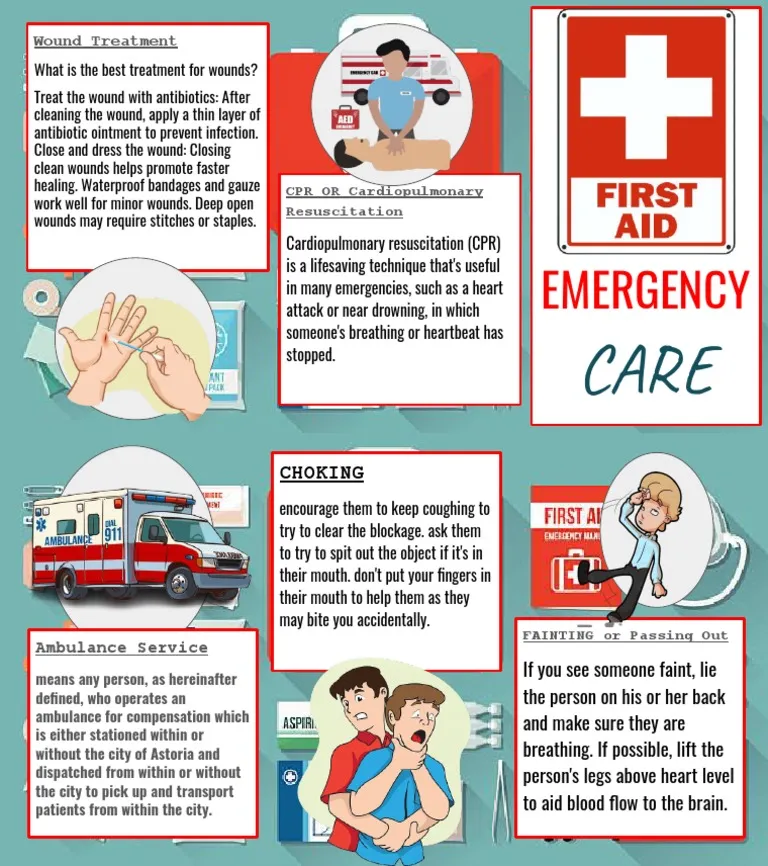 Wound Treatment
What is the best treatment for wounds?
Treat the wound with antibiotics: After
cleaning the wound, apply a thin layer of
antibiotic ointment to prevent infection.
Close and dress the wound: Closing
clean wounds helps promote faster
healing. Waterproof bandages and gauze
work well for minor wounds. Deep open
wounds may require stitches or staples.
EMERGENCY CAR
AED
CPR OR Cardiopulmonary
Resuscitation
Cardiopulmonary resuscitation (CPR)
is a lifesaving technique that's useful
in many emergencies, such as a heart
attack or near drowning, in which
someone's breathing or heartbeat has
stopped.
FIRST
AID
EMERGENCY
CARE
AMBULANCE
DIAL
911
Ambulance Service
means any person, as hereinafter
defined, who operates an
ambulance for compensation which
is either stationed within or
without the city of Astoria and
dispatched from within or without
the city to pick up and transport
patients from within the city.
CHOKING
encourage them to keep coughing to
try to clear the blockage. ask them
to try to spit out the object if it's in
their mouth. don't put your fingers in
their mouth to help them as they
may bite you accidentally.
ASPIRI
FIRST AI
EMERGENCY MANU
FAINTING or Passing Out
If you see someone faint, lie
the person on his or her back
and make sure they are
breathing. If possible, lift the
person's legs above heart level
to aid blood flow to the brain.